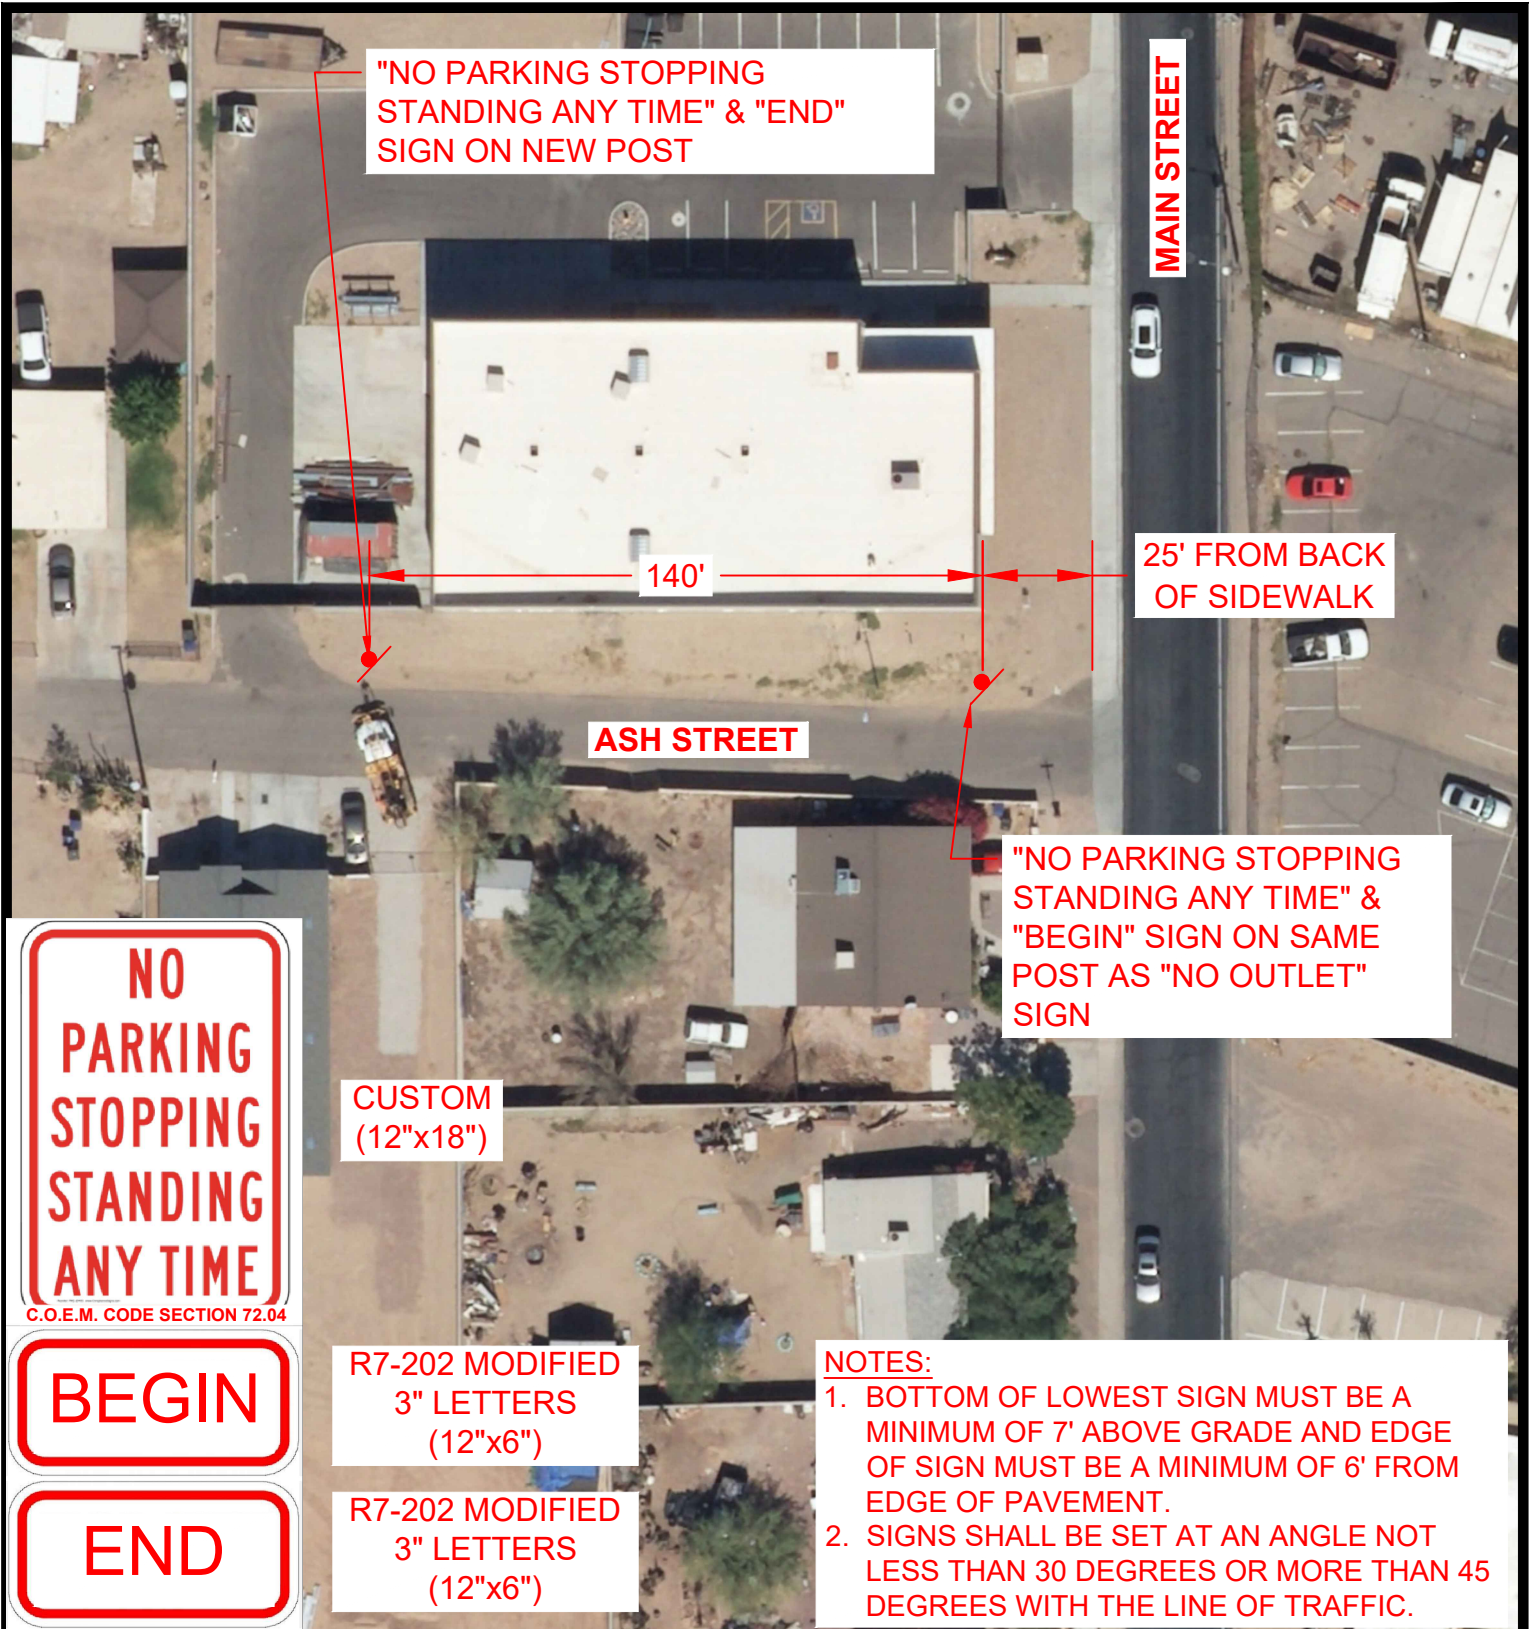 "NO PARKING STOPPING
STANDING ANY TIME" & "END"
SIGN ON NEW POST
MAIN STREET
25' FROM BACK
OF SIDEWALK
140'
ASH STREET
"NO PARKING STOPPING
STANDING ANY TIME" &
"BEGIN" SIGN ON SAME
POST AS "NO OUTLET"
SIGN
NO
PARKING
STOPPING
STANDING
ANY TIME
C.O.E.M. CODE SECTION 72.04
CUSTOM
(12"x18")
BEGIN
R7-202 MODIFIED
3" LETTERS
(12"x6")
END
R7-202 MODIFIED
3" LETTERS
(12"x6")
NOTES:
1. BOTTOM OF LOWEST SIGN MUST BE A
MINIMUM OF 7' ABOVE GRADE AND EDGE
OF SIGN MUST BE A MINIMUM OF 6' FROM
EDGE OF PAVEMENT.
2. SIGNS SHALL BE SET AT AN ANGLE NOT
LESS THAN 30 DEGREES OR MORE THAN 45
DEGREES WITH THE LINE OF TRAFFIC.